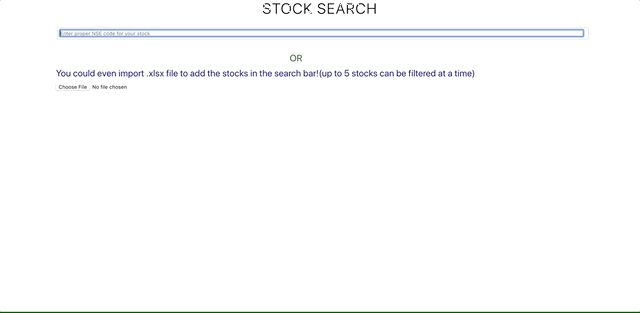 STOCK SEARCH
Enter proper NSE code for your stock
OR
You could even import .xlsx file to add the stocks in the search bar!(up to 5 stocks can be filtered at a time)
Choose File No file chosen